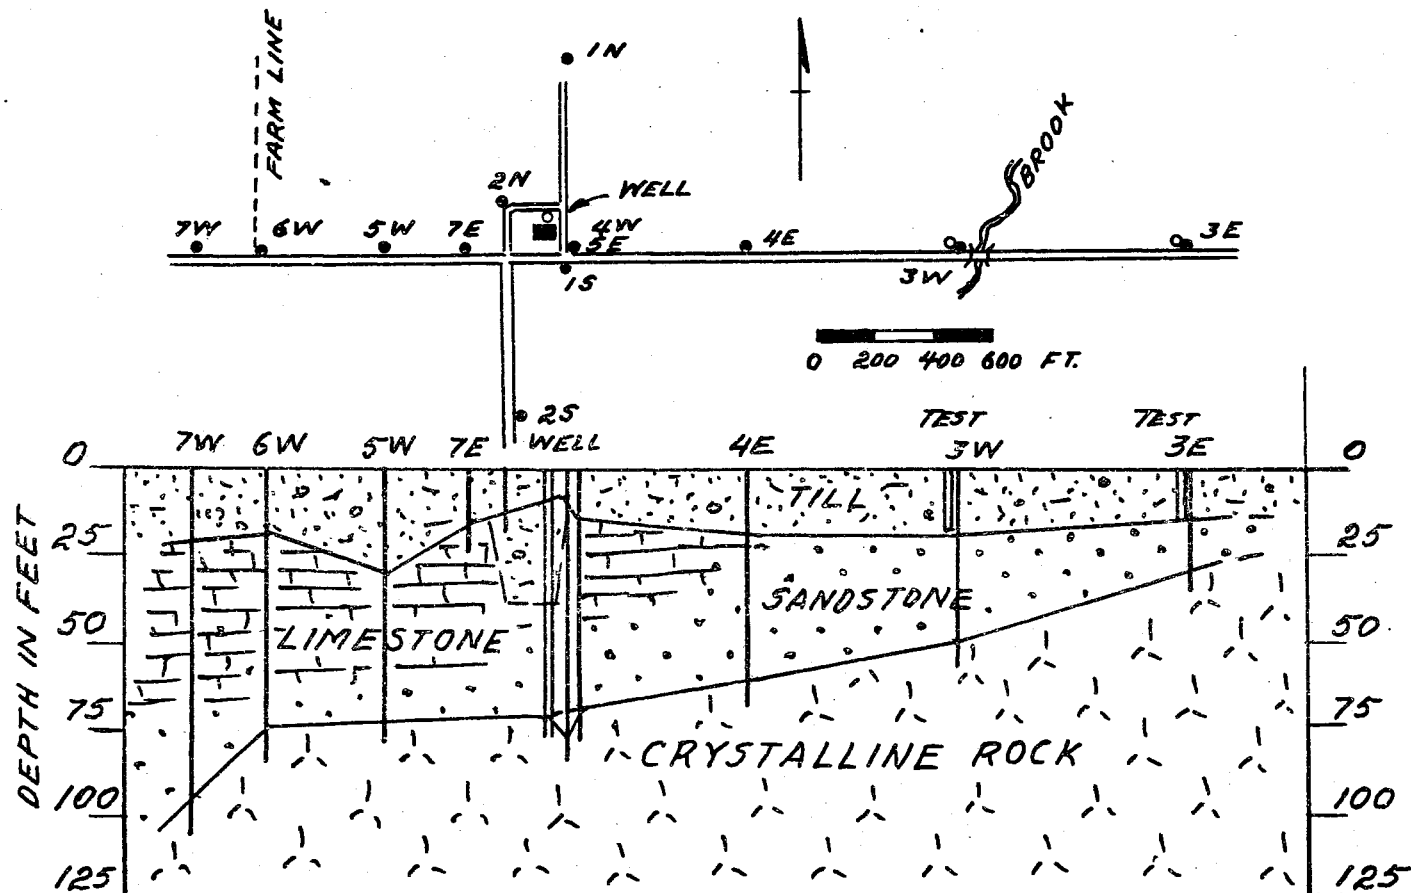 FARM LINE
1N
BROOK
2N
WELL
7W
6W
5W
7E
4W
5E
4E
3E
3W
1S
0 200 400 600 FT.
2S
TEST
TEST
7W 6W 5W 7E WELL 4E 3W 3E
DEPTH IN FEET
0
0
TILL
25
25
SANDSTONE
50
50
LIMESTONE
75
75
CRYSTALLINE ROCK
100
100
125
125